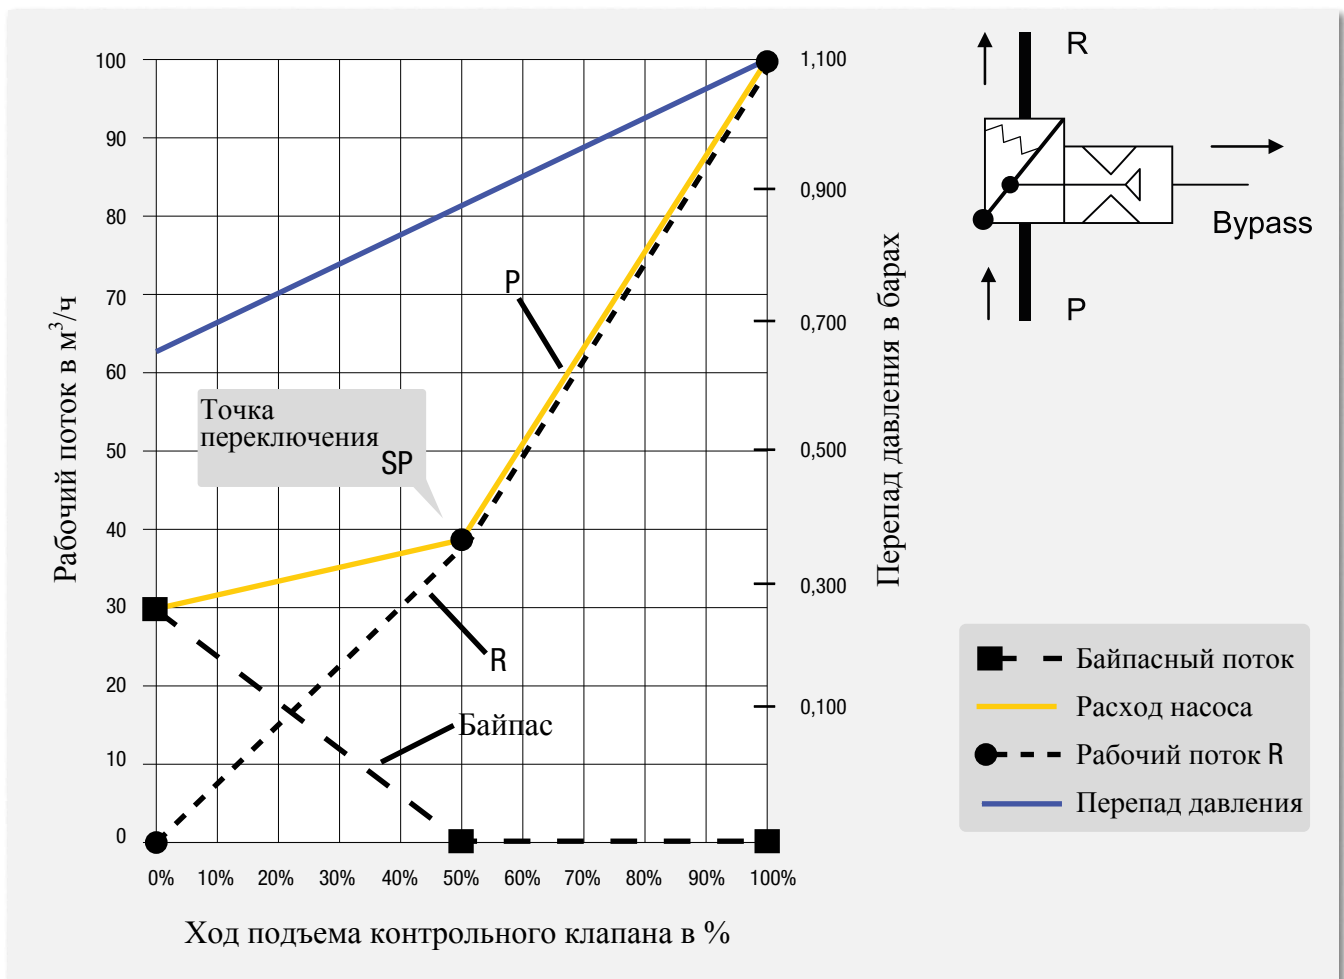 100
90
80
70
60
50
40
30
20
10
0
Рабочий поток в м³/ч
0% 10% 20% 30% 40% 50% 60% 70% 80% 90% 100%
Ход подъема контрольного клапана в %
1,100
0,900
0,700
0,500
0,300
0,100
Перепад давления в барах
Точка
переключения
SP
P
R
Байпас
R
Bypass
P
Байпасный поток
Расход насоса
Рабочий поток R
Перепад давления